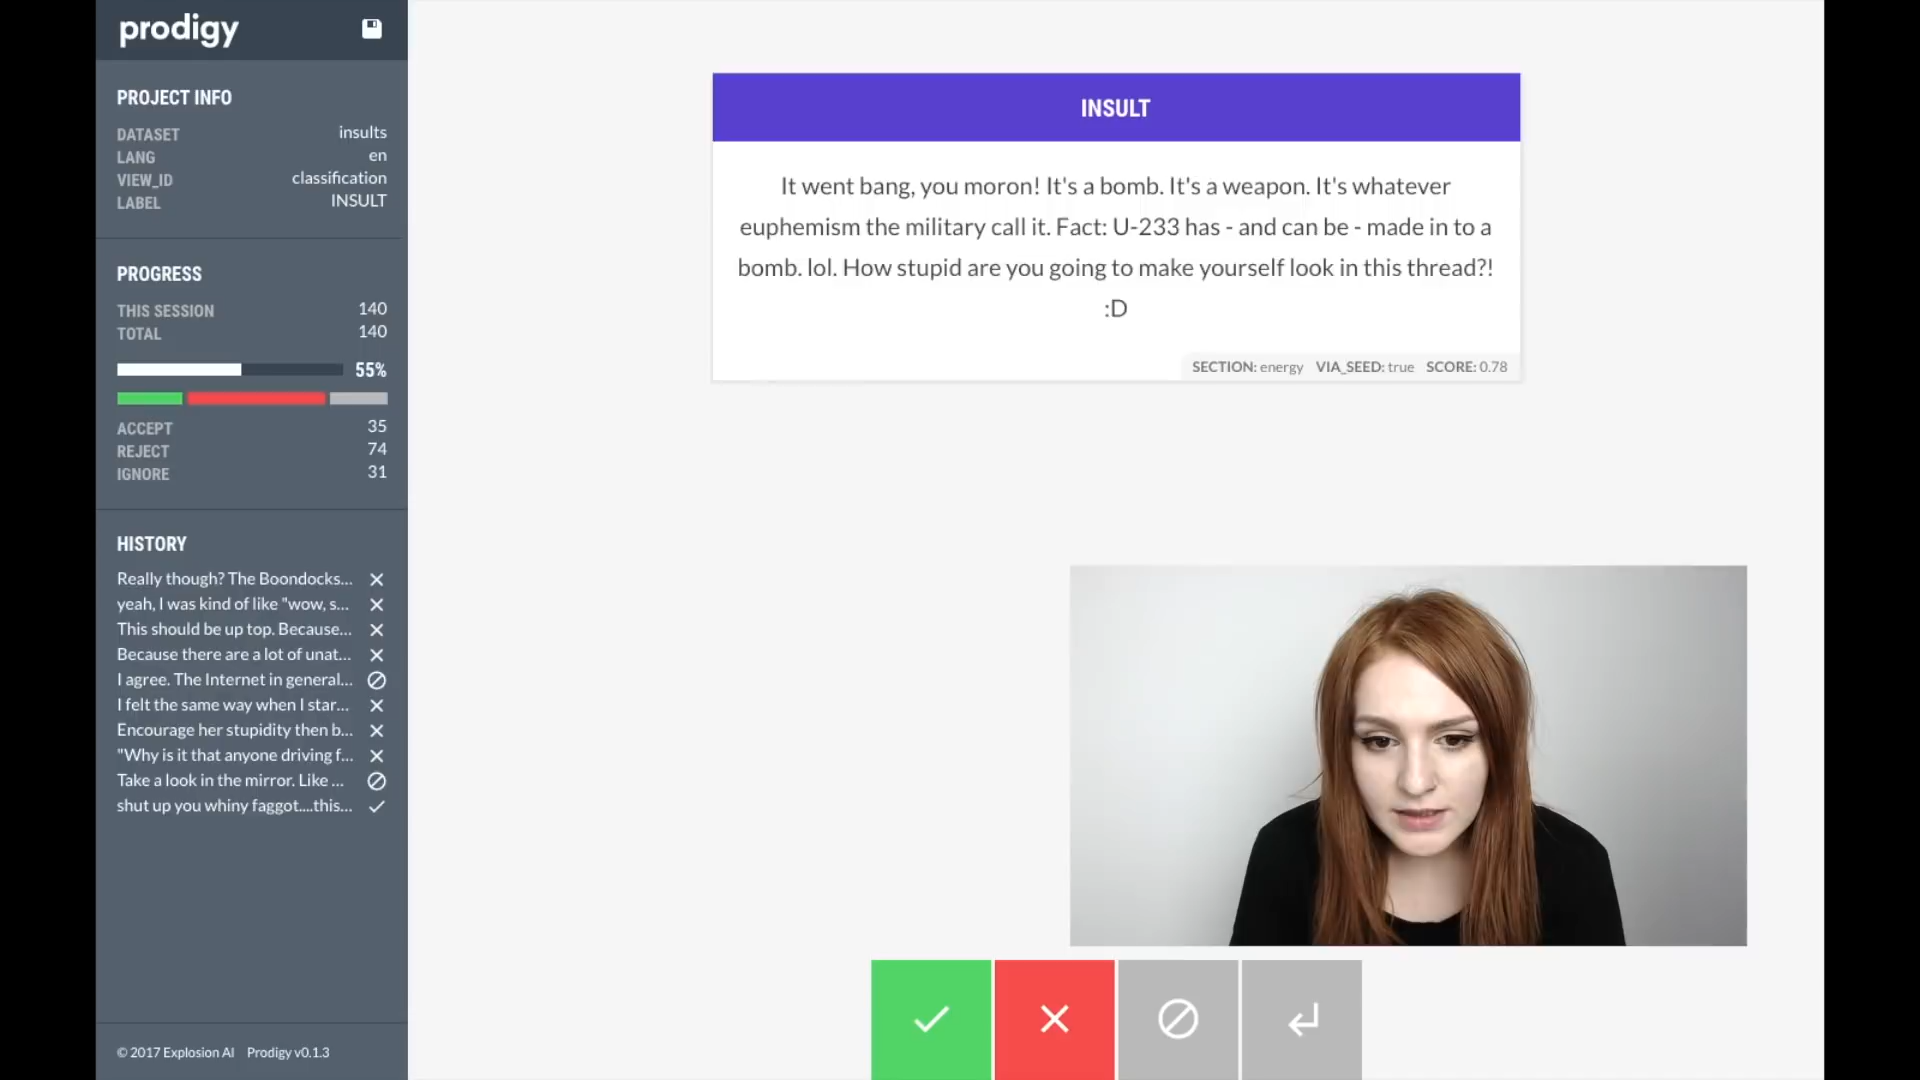 prodigy
PROJECT INFO
DATASET insults
LANG en
VIEW_ID classification
LABEL INSULT
PROGRESS
THIS SESSION 140
TOTAL 140
55%
ACCEPT 35
REJECT 74
IGNORE 31
HISTORY
Really though? The Boondocks...
yeah, I was kind of like "wow, s...
This should be up top. Because...
Because there are a lot of unat...
I agree. The Internet in general...
I felt the same way when I star...
Encourage her stupidity then b...
"Why is it that anyone driving f...
Take a look in the mirror. Like ...
shut up you whiny faggot....this...
© 2017 Explosion AI Prodigy v0.1.3
INSULT
It went bang, you moron! It's a bomb. It's a weapon. It's whatever
euphemism the military call it. Fact: U-233 has - and can be - made in to a
bomb. lol. How stupid are you going to make yourself look in this thread?!
:D
SECTION: energy VIA_SEED: true SCORE: 0.78